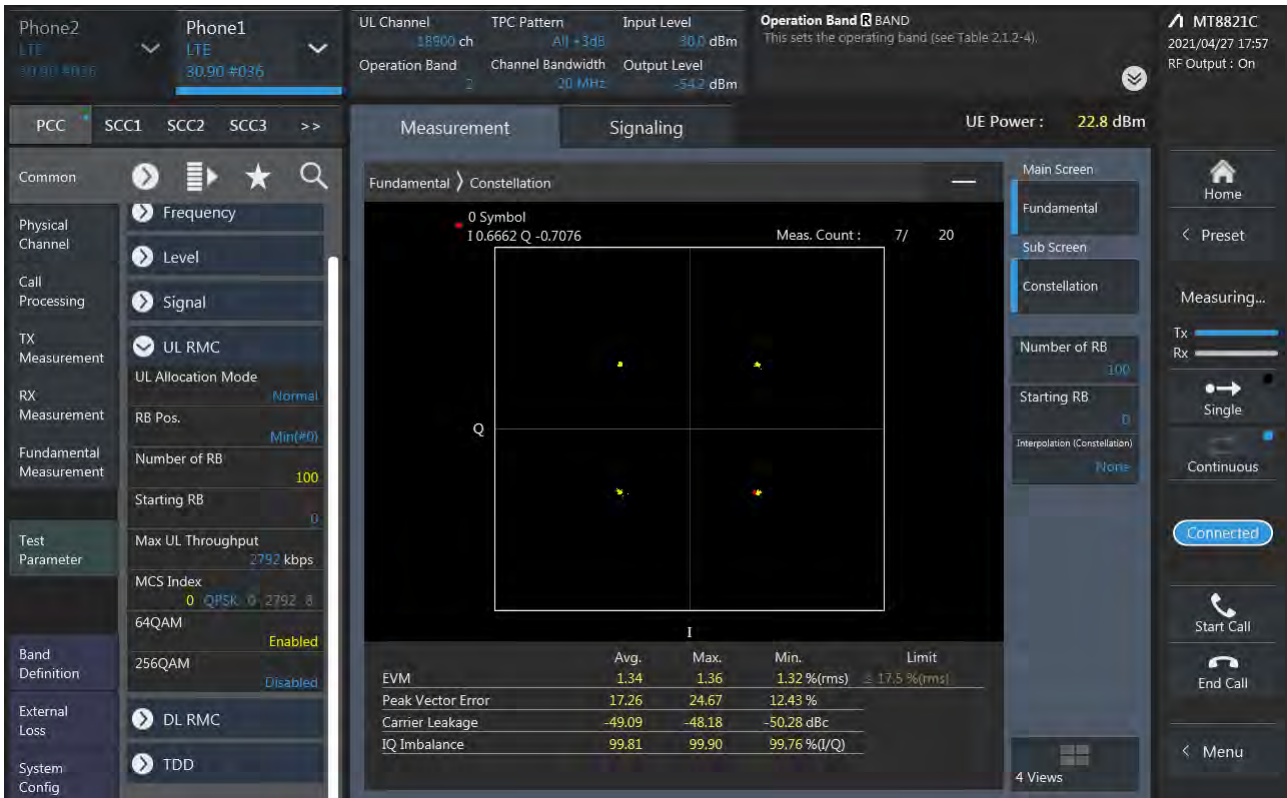 Phone2
LTE
30.90 #036
Phone1
LTE
30.90 #036
UL Channel
18900 ch
Operation Band
2
TPC Pattern
All +3dB
Channel Bandwidth
20 MHz
Input Level
30.0 dBm
Output Level
-54.2 dBm
Operation Band R BAND
This sets the operating band (see Table 2.1.2-4).
MT8821C
2021/04/27 17:57
RF Output : On
PCC SCC1 SCC2 SCC3 >>
Measurement
Signaling
UE Power : 22.8 dBm
Common
Physical
Channel
Call
Processing
TX
Measurement
RX
Measurement
Fundamental
Measurement
Test
Parameter
Band
Definition
External
Loss
System
Config
Frequency
Level
Signal
UL RMC
UL Allocation Mode
Normal
RB Pos.
Min(#0)
Number of RB
100
Starting RB
0
Max UL Throughput
2792 kbps
MCS Index
0 QPSK 0 2792 8
64QAM
Enabled
256QAM
Disabled
DL RMC
TDD
Fundamental 〉 Constellation
0 Symbol
I 0.6662 Q -0.7076
Meas. Count : 7/ 20
Q
I
Avg. Max. Min. Limit
EVM 1.34 1.36 1.32 %(rms) ≤ 17.5 %(rms)
Peak Vector Error 17.26 24.67 12.43 %
Carrier Leakage -49.09 -48.18 -50.28 dBc
IQ Imbalance 99.81 99.90 99.76 %(I/Q)
Main Screen
Fundamental
Sub Screen
Constellation
Number of RB
100
Starting RB
0
Interpolation (Constellation)
None
4 Views
Home
< Preset
Measuring...
Tx
Rx
Single
Continuous
Connected
Start Call
End Call
< Menu